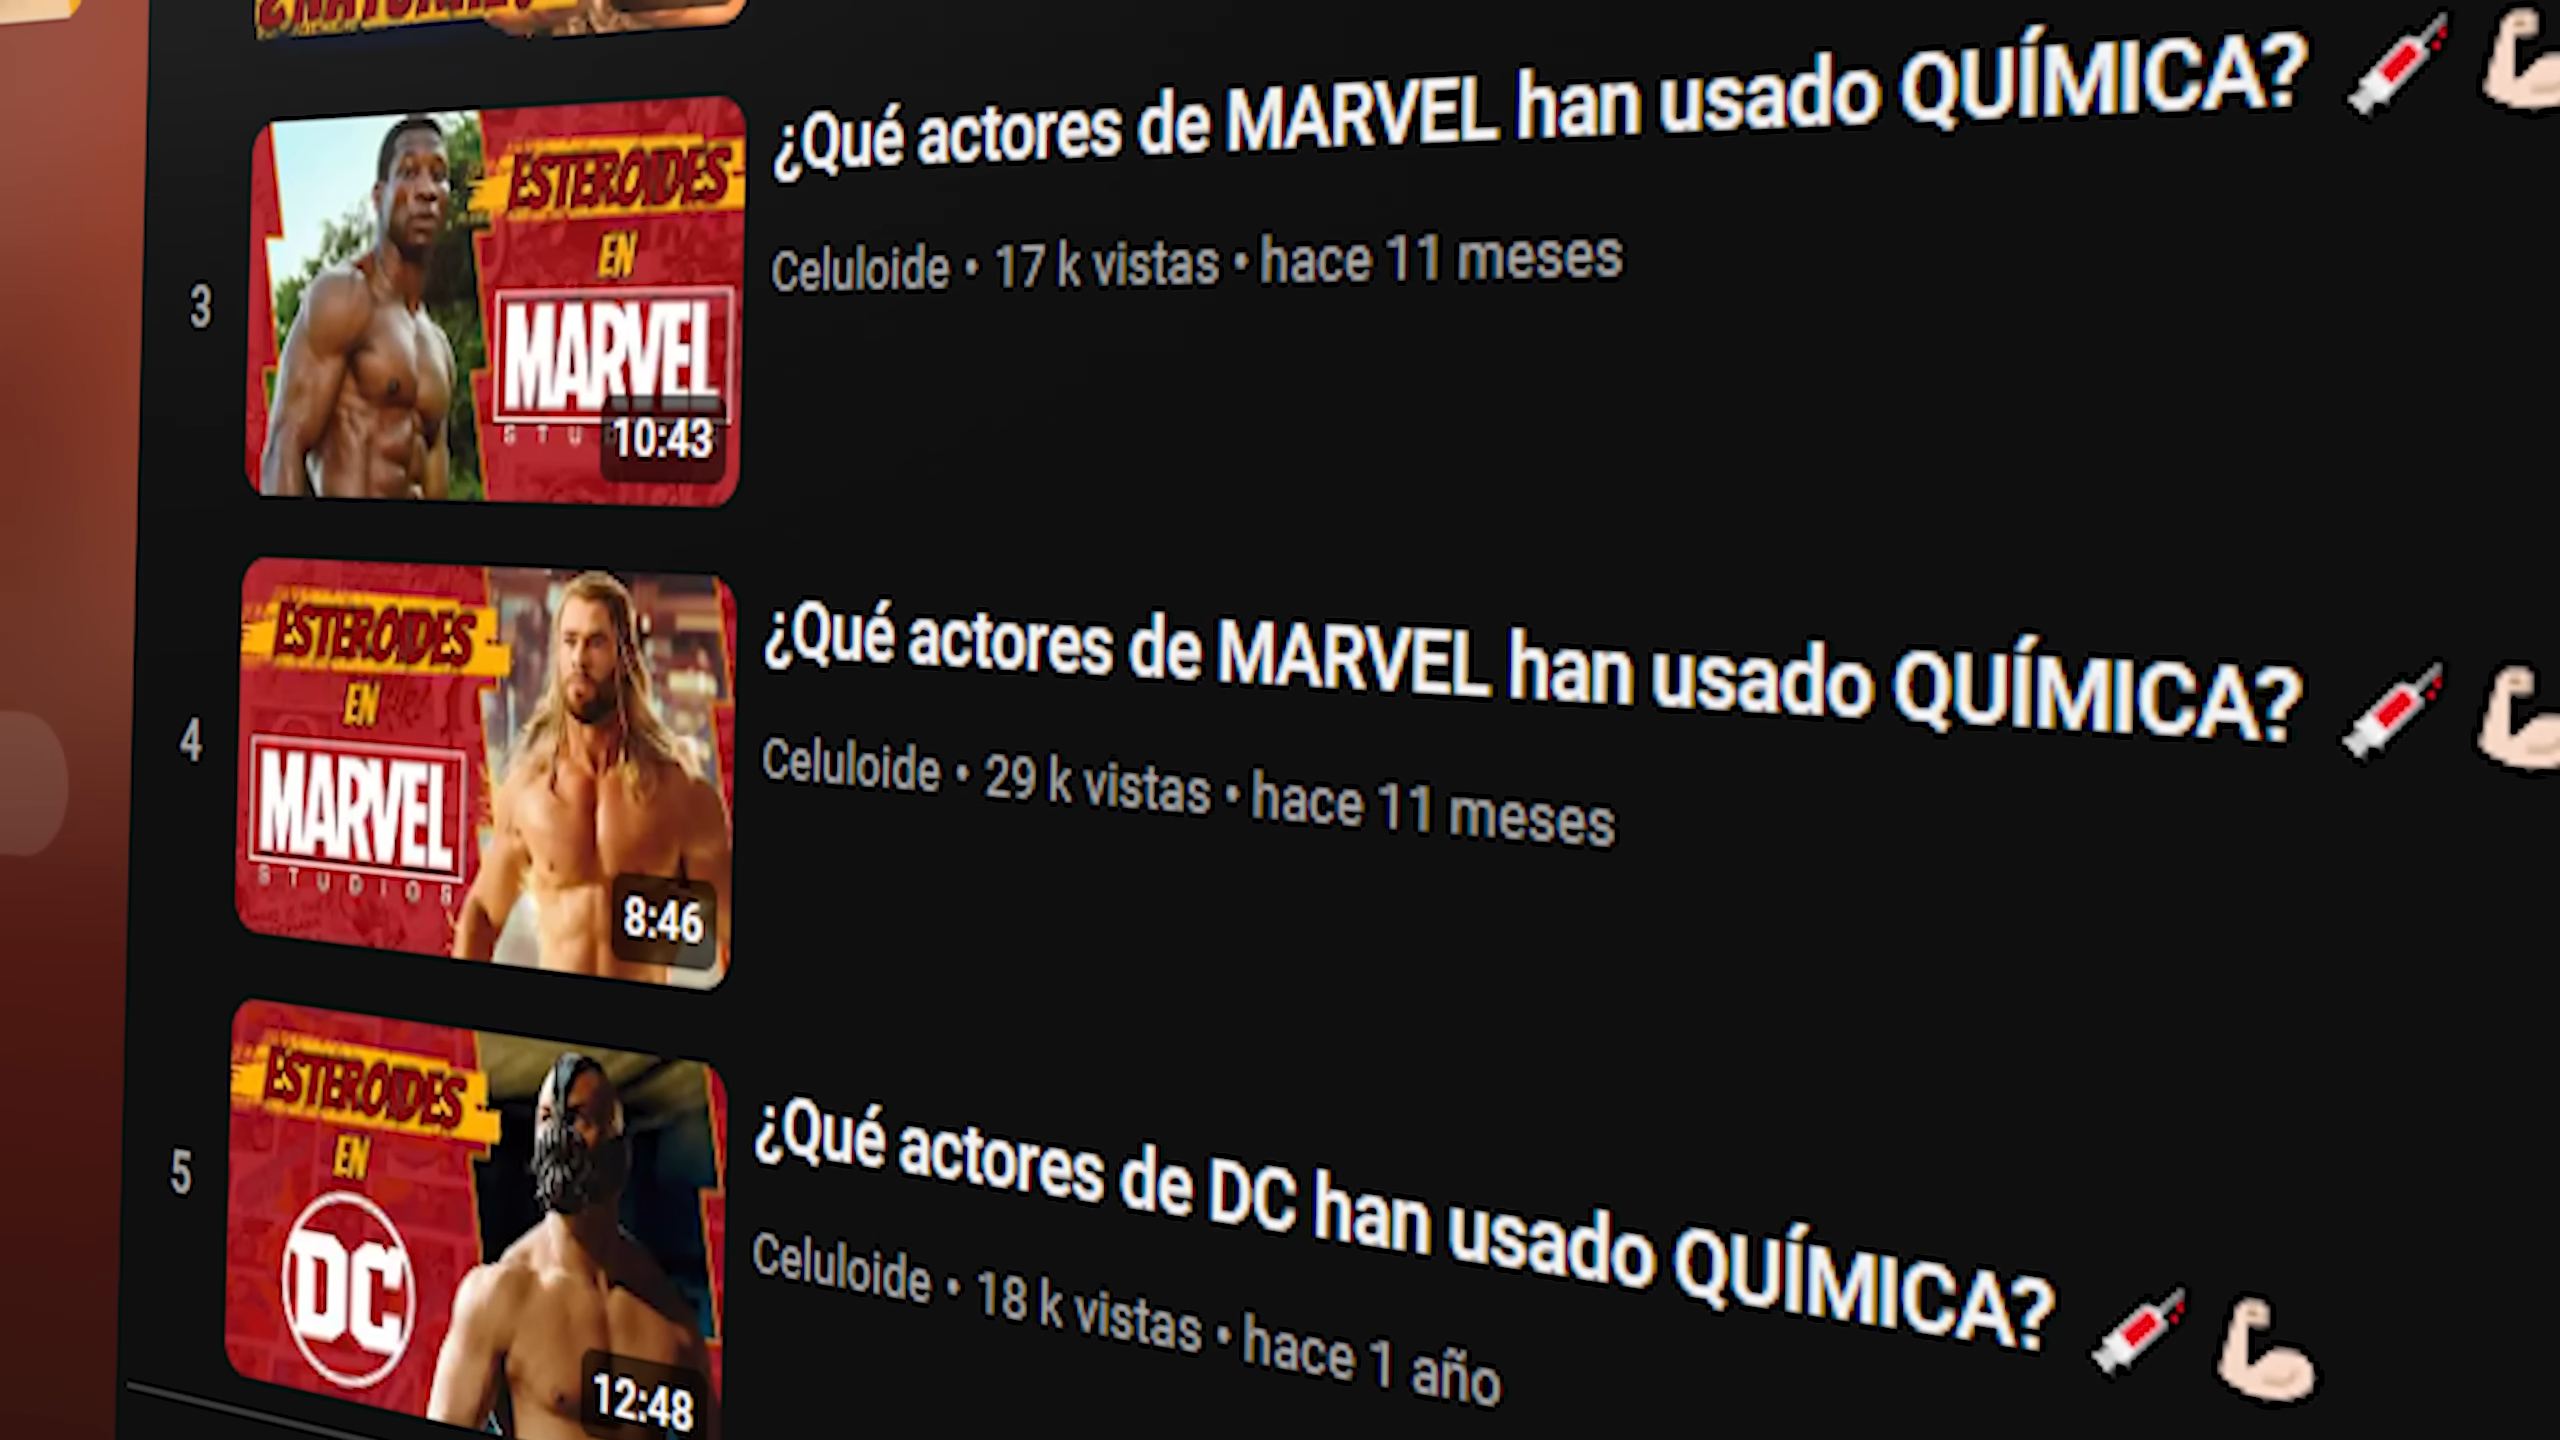 ¿NATURAL?
¿Qué actores de MARVEL han usado QUÍMICA?
Celuloide • 17 k vistas • hace 11 meses
3
ESTEROIDES
EN
MARVEL
STU
10:43
¿Qué actores de MARVEL han usado QUÍMICA?
Celuloide • 29 k vistas • hace 11 meses
4
ESTEROIDES
EN
MARVEL
STUDIOS
8:46
¿Qué actores de DC han usado QUÍMICA?
Celuloide • 18 k vistas • hace 1 año
5
ESTEROIDES
EN
DC
12:48